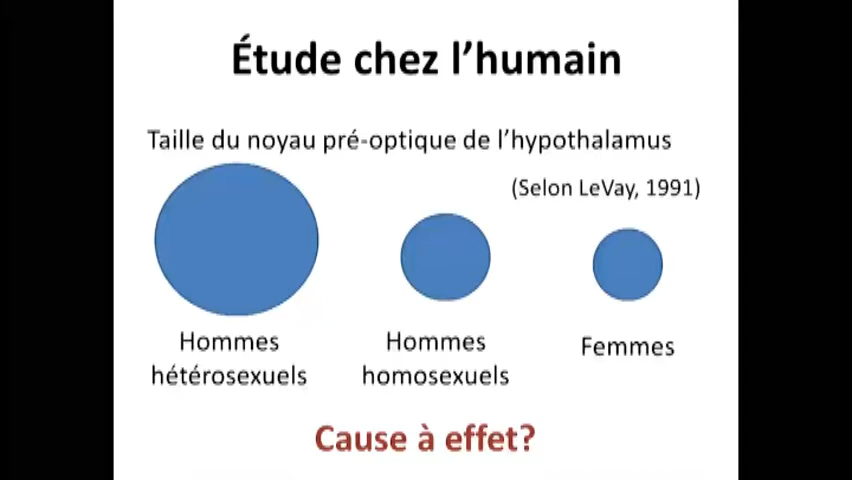 Étude chez l’humain
Taille du noyau pré-optique de l’hypothalamus
(Selon LeVay, 1991)
Hommes
hétérosexuels
Hommes
homosexuels
Femmes
Cause à effet?